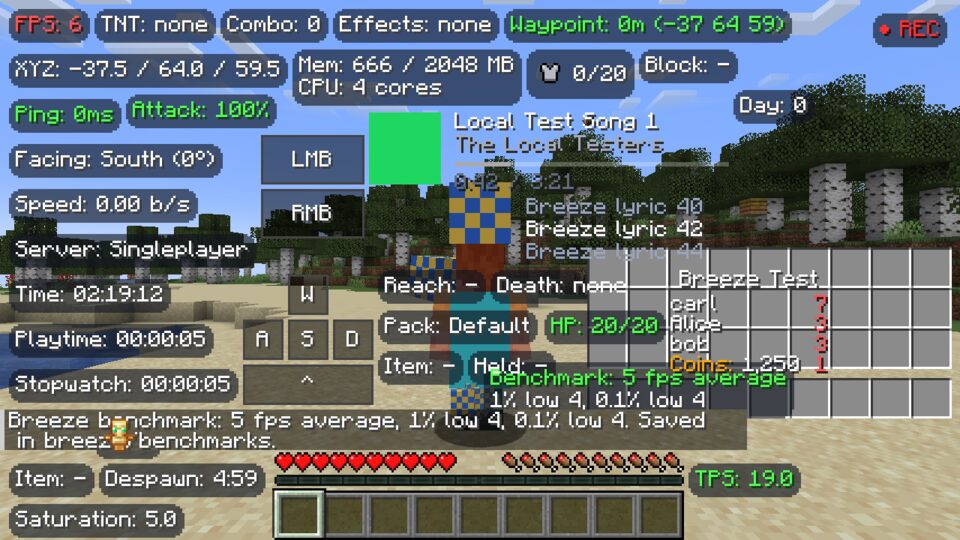 FPS: 6
TNT: none
Combo: 0
Effects: none
Waypoint: 0m (-37 64 59)
REC
XYZ: -37.5 / 64.0 / 59.5
Mem: 666 / 2048 MB
CPU: 4 cores
0/20
Block: -
Ping: 0ms
Attack: 100%
Day: 0
Local Test Song 1
The Local Testers
0:42 / 3:21
Facing: South (0°)
LMB
RMB
Speed: 0.00 b/s
Breeze lyric 40
Breeze lyric 42
Breeze lyric 44
Server: Singleplayer
Breeze Test
carl 7
Alice 3
bob 3
Coins: 1,250 1
Time: 02:19:12
W
Reach: -
Death: none
Playtime: 00:00:05
A
S
D
Pack: Default
HP: 20/20
Item: -
Held: -
Stopwatch: 00:00:05
^
Benchmark: 5 fps average
1% low 4, 0.1% low 4
Breeze benchmark: 5 fps average, 1% low 4, 0.1% low 4. Saved
in breeze benchmarks.
Item: -
Despawn: 4:59
TPS: 19.0
Saturation: 5.0